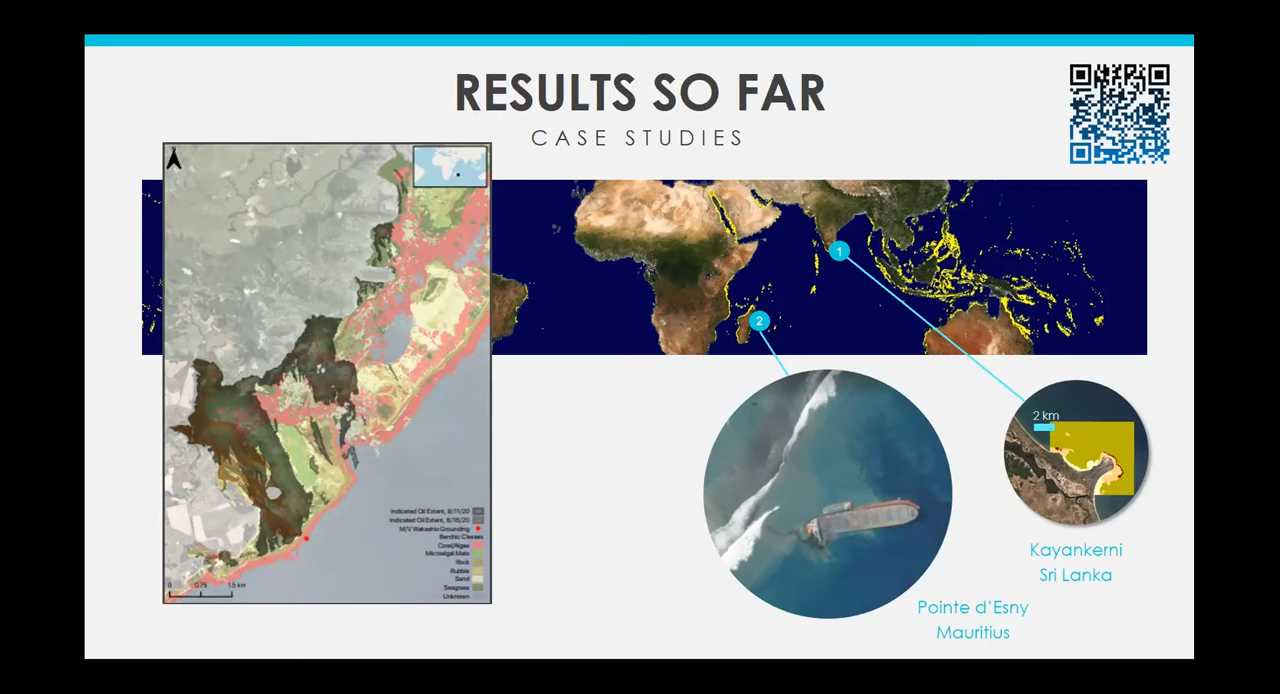 RESULTS SO FAR
CASE STUDIES
1
2
2 km
Indicated Oil Extent, 8/11/20
Indicated Oil Extent, 8/16/20
M/V Wakashio Grounding
Benthic Classes
Coral/Algae
Microalgal Mats
Rock
Rubble
Sand
Seagrass
Unknown
0 0.75 1.5 km
Kayankerni
Sri Lanka
Pointe d'Esny
Mauritius